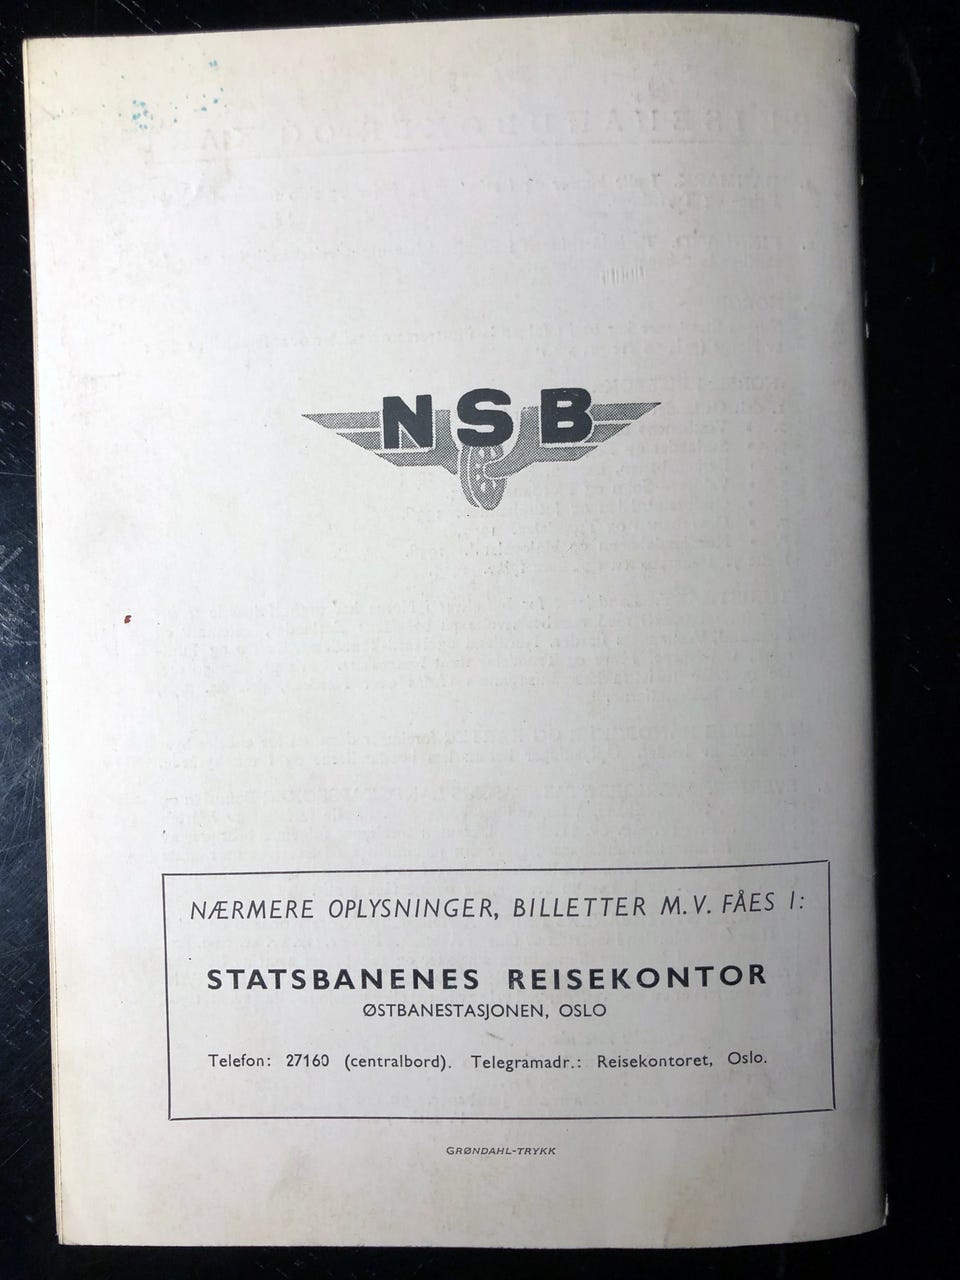 NSB
NÆRMERE OPLYSNINGER, BILLETTER M.V. FÅES I:
STATSBANENES REISEKONTOR
ØSTBANESTASJONEN, OSLO
Telefon: 27160 (centralbord). Telegramadr.: Reisekontoret, Oslo.
GRØNDAHL-TRYKK